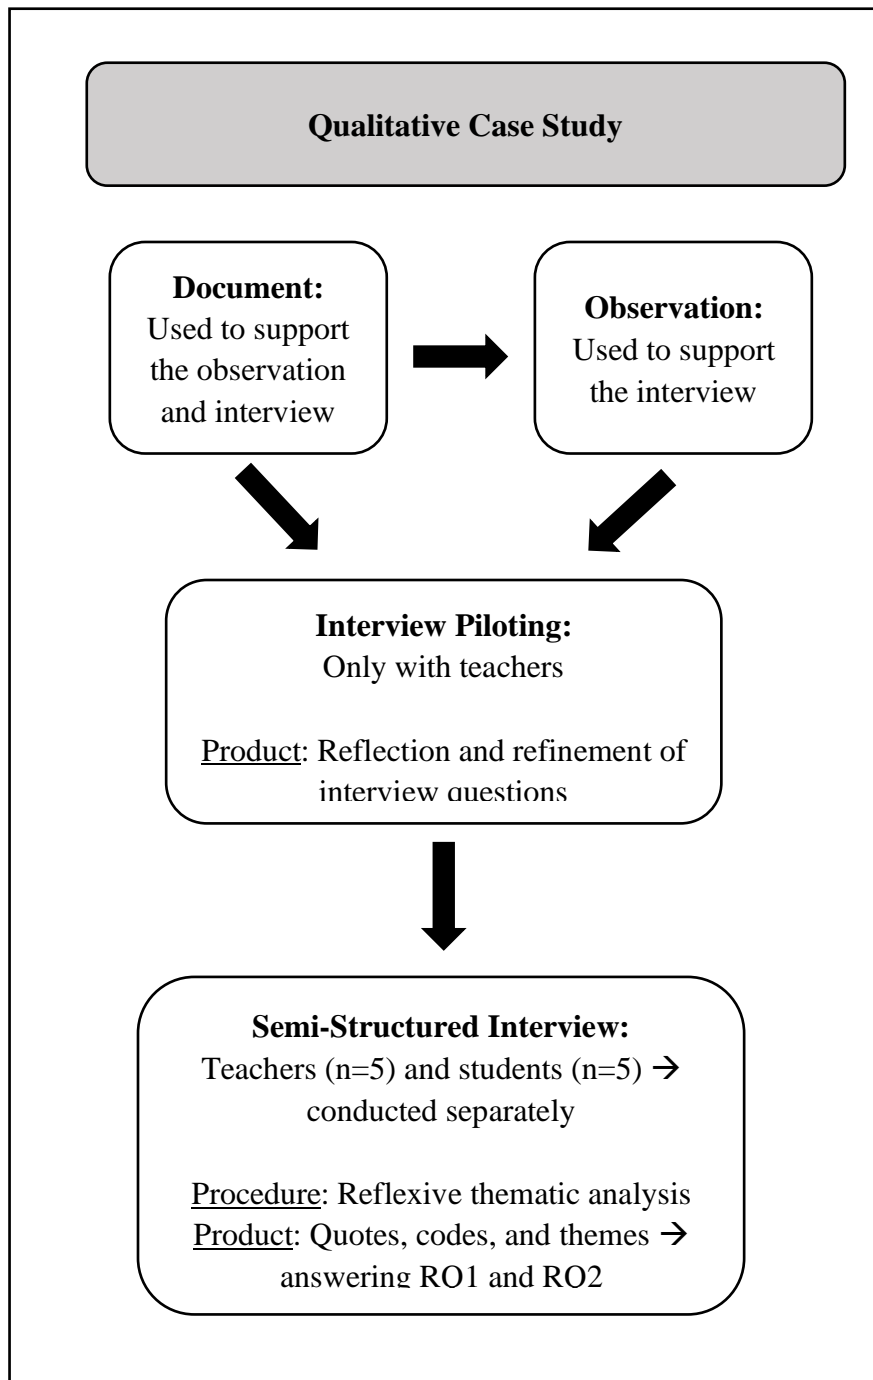 Qualitative Case Study
Document:
Used to support
the observation
and interview
Observation:
Used to support
the interview
Interview Piloting:
Only with teachers
Product: Reflection and refinement of
interview questions
Semi-Structured Interview:
Teachers (n=5) and students (n=5) →
conducted separately
Procedure: Reflexive thematic analysis
Product: Quotes, codes, and themes →
answering and